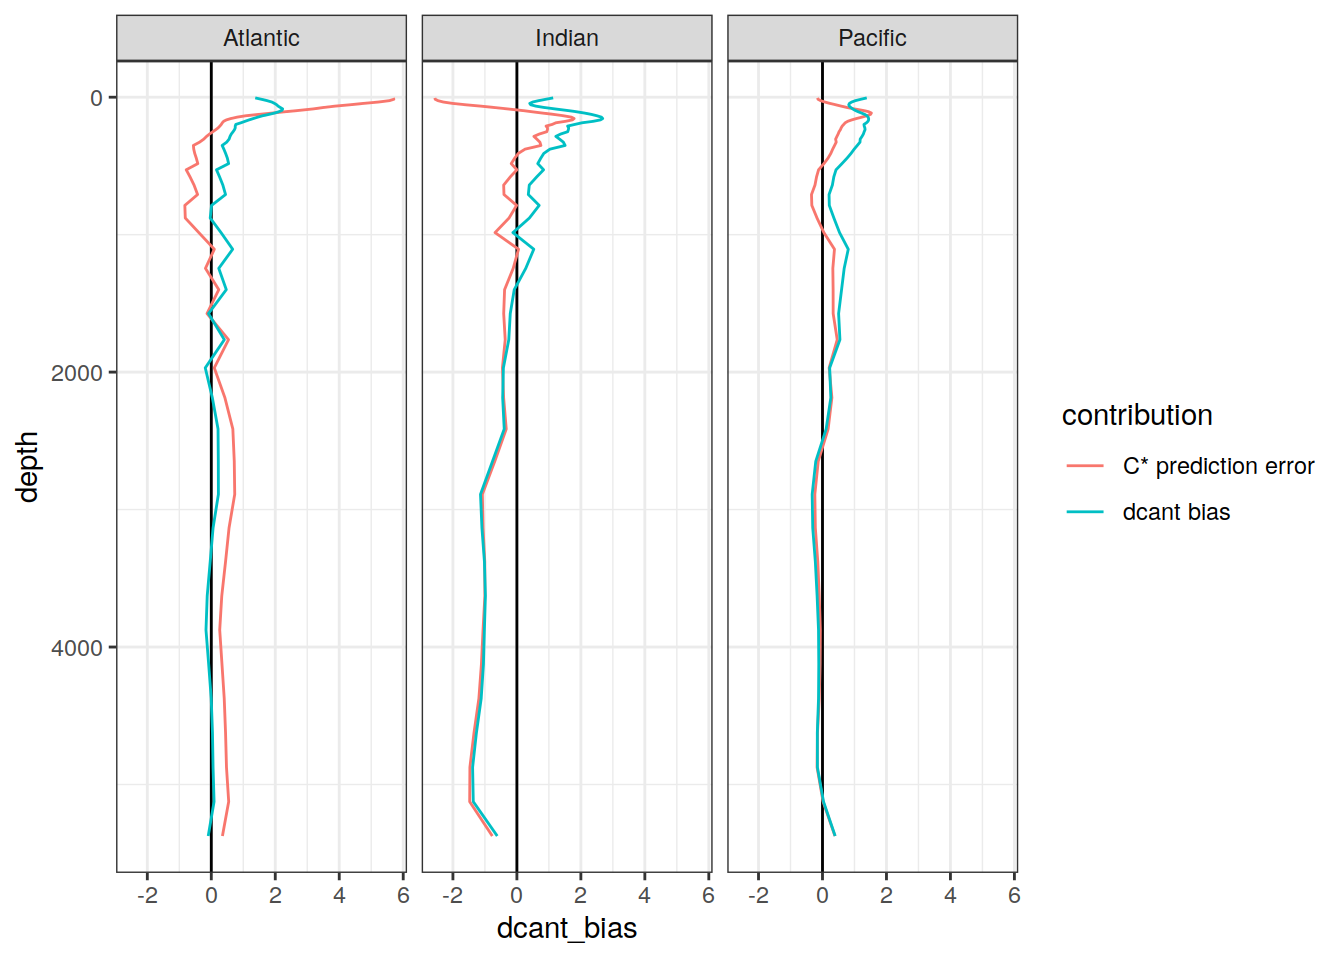 Atlantic
Indian
Pacific
0
2000
4000
depth
-2 0 2 4 6
-2 0 2 4 6
-2 0 2 4 6
dcant_bias
contribution
C* prediction error
dcant bias